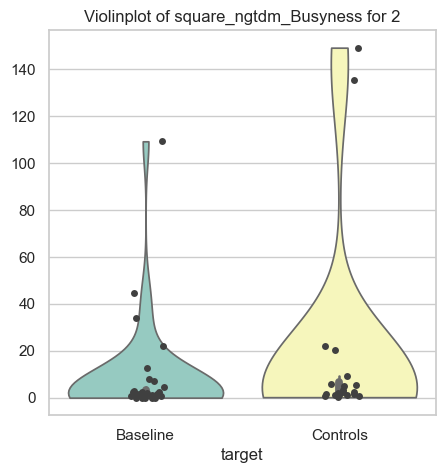 Violinplot of square_ngtdm_Busyness for 2
140
120
100
80
60
40
20
0
Baseline
Controls
target